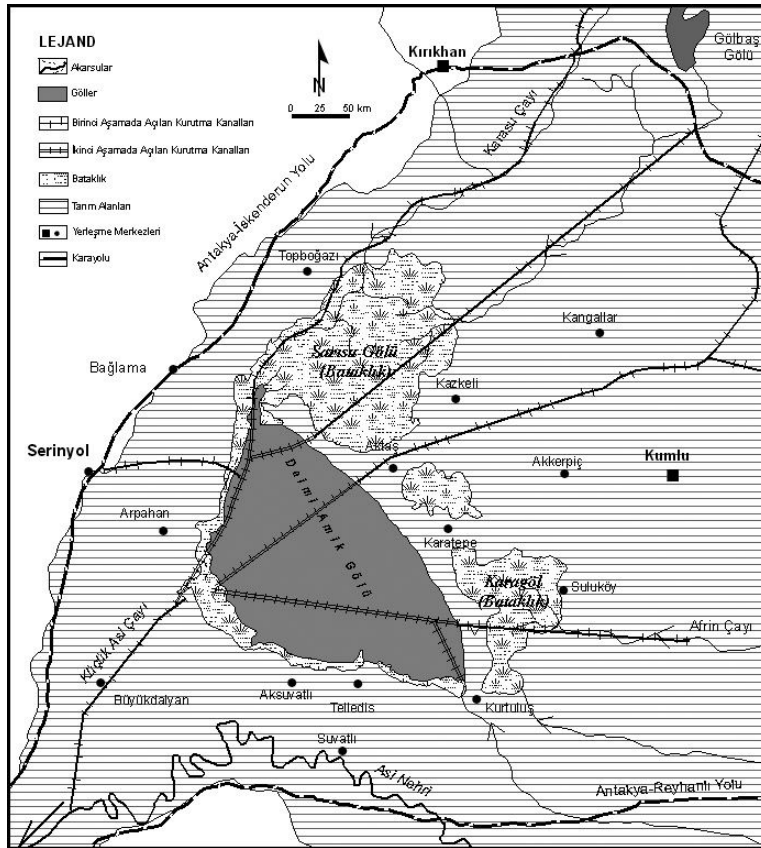 LEJAND
Akarsular
Göller
Birinci Aşamada Açılan Kurutma Kanalları
İkinci Aşamada Açılan Kurutma Kanalları
Bataklık
Tarım Alanları
Yerleşme Merkezleri
Karayolu
N
0 25 50 km
Kırıkhan
Gölbaşı
Gölü
Karasu Çayı
Antakya-İskenderun Yolu
Topboğazı
Kangallar
Sarısu Gölü
(Bataklık)
Bağlama
Kazkeli
Serinyol
Aktaş
Akkerpiç
Kumlu
Daimi Amik Gölü
Arpahan
Karatepe
Karagöl
(Bataklık)
Suluköy
Afrin Çayı
Küçük Asi Çayı
Büyükdalyan
Aksuvatlı
Telledis
Kurtuluş
Suvatlı
Asi Nehri
Antakya-Reyhanlı Yolu